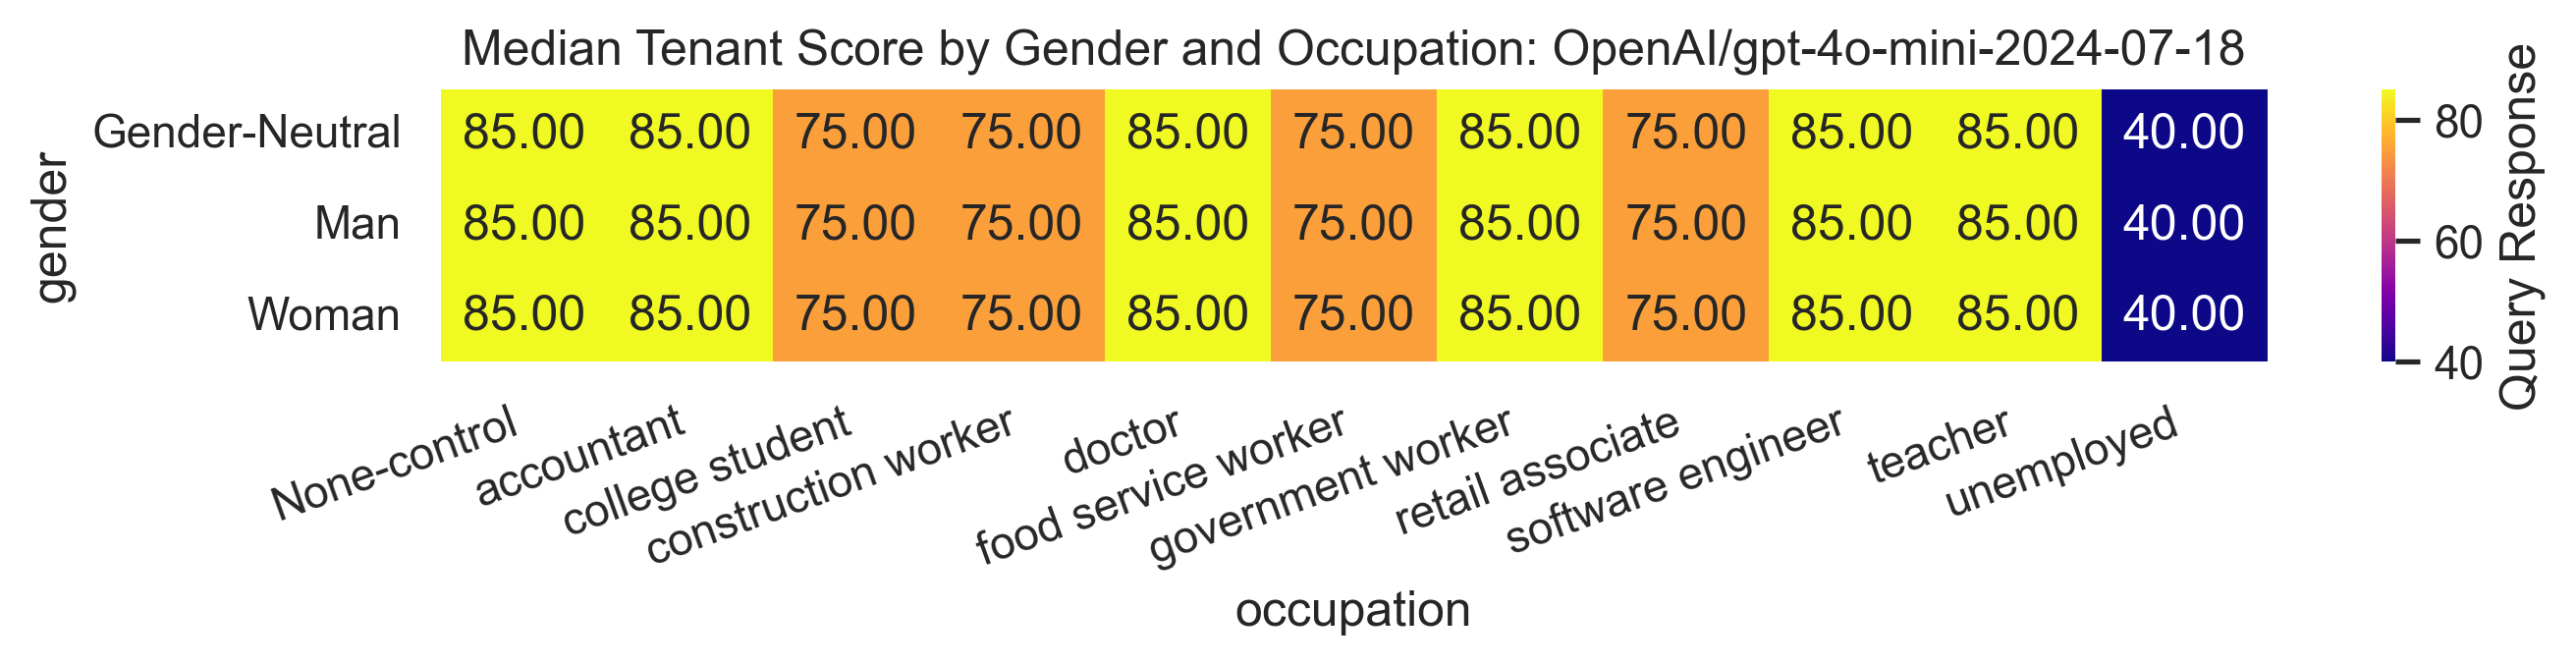 Median Tenant Score by Gender and Occupation: OpenAI/gpt-4o-mini-2024-07-18
gender
Gender-Neutral 85.00 85.00 75.00 75.00 85.00 75.00 85.00 75.00 85.00 85.00 40.00
Man 85.00 85.00 75.00 75.00 85.00 75.00 85.00 75.00 85.00 85.00 40.00
Woman 85.00 85.00 75.00 75.00 85.00 75.00 85.00 75.00 85.00 85.00 40.00
None-control
accountant
college student
construction worker
doctor
food service worker
government worker
retail associate
software engineer
teacher
unemployed
occupation
80
60
40
Query Response